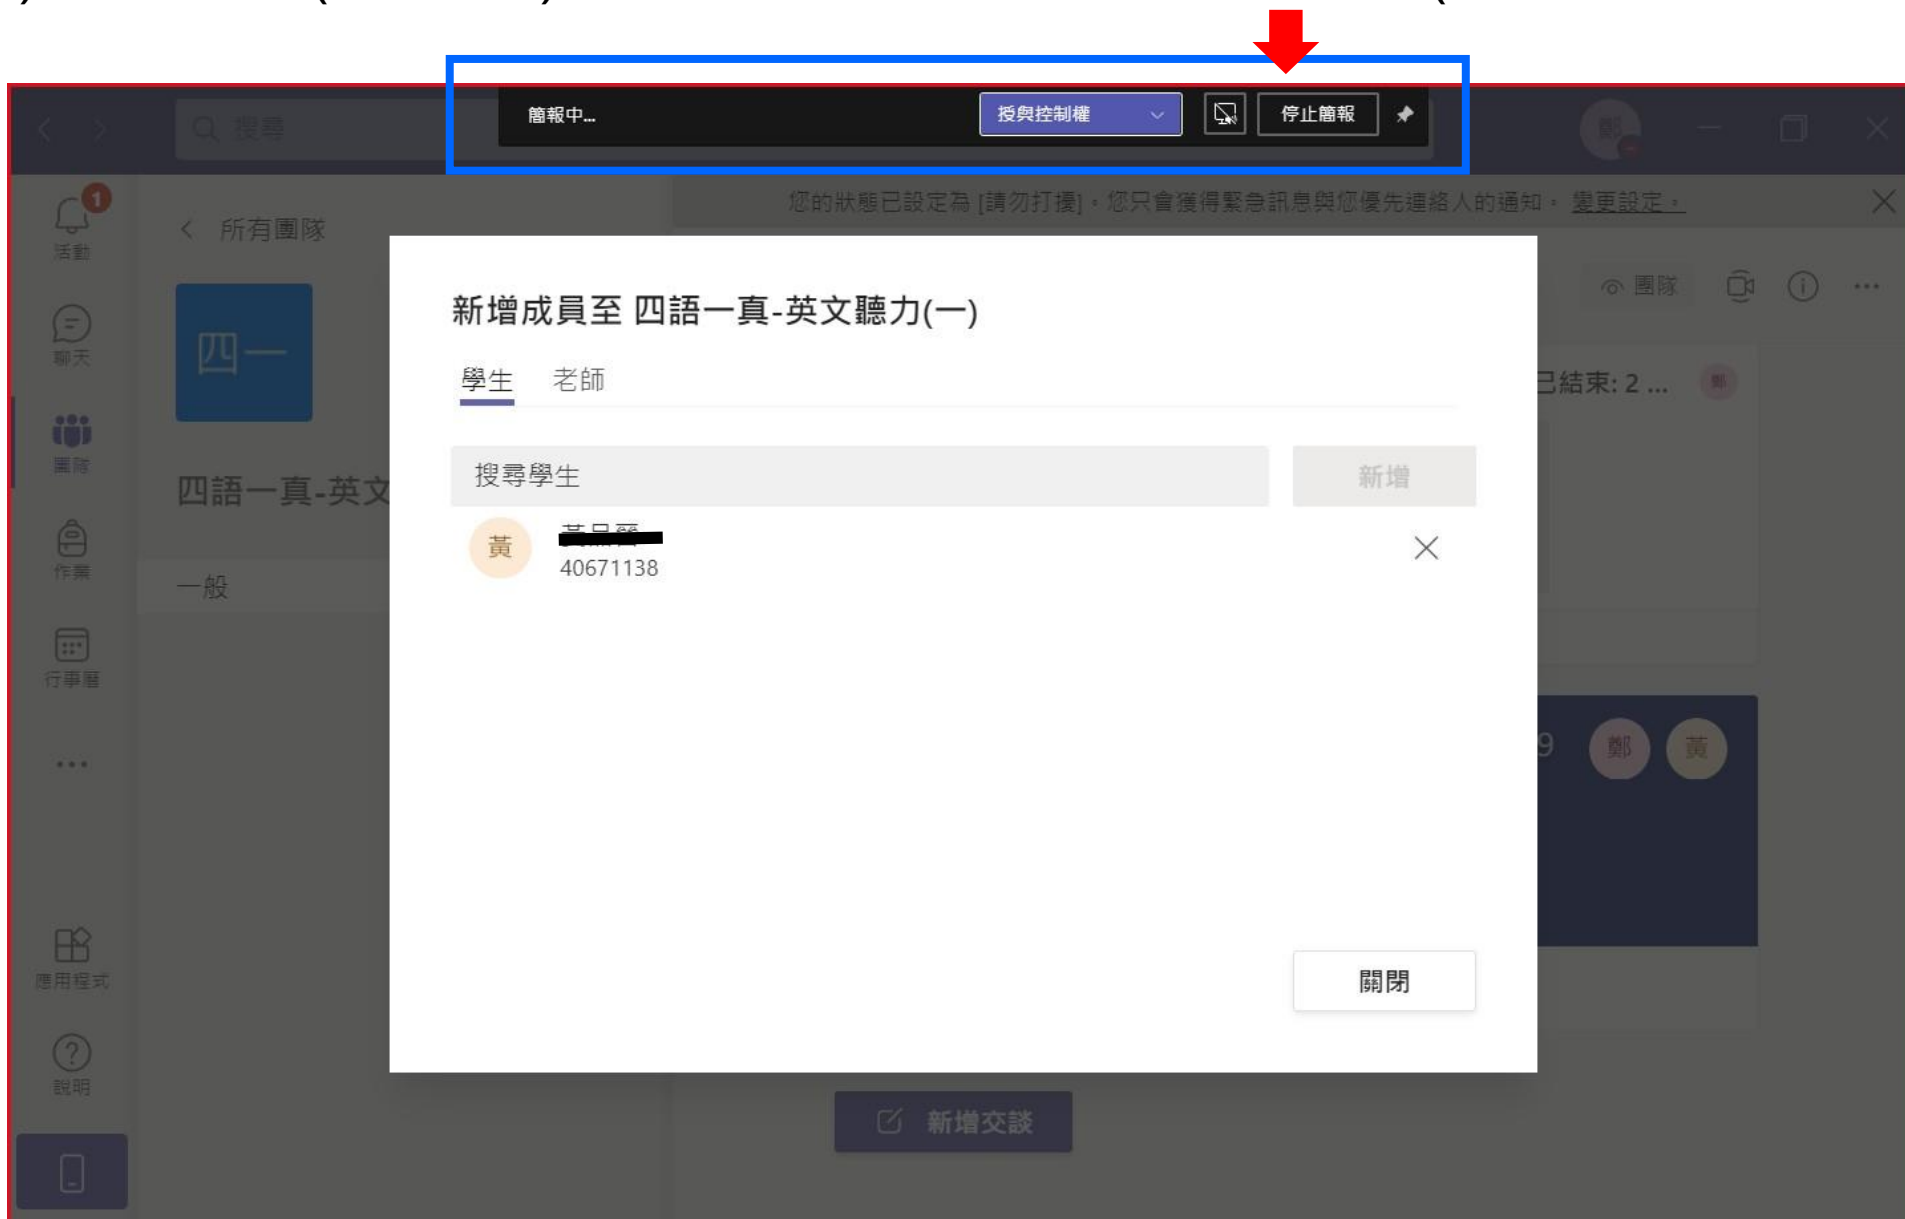 簡報中...
授與控制權
停止簡報
搜尋
1
活動
所有團隊
您的狀態已設定為 [請勿打擾]。您只會獲得緊急訊息與您優先連絡人的通知。 變更設定。
新增成員至 四語一真-英文聽力(一)
團隊
聊天
四一
學生 老師
已結束: 2 ...
鄭
團隊
四語一真-英文
搜尋學生
新增
黃
40671138
作業
一般
行事曆
9
鄭
黃
應用程式
關閉
說明
新增交談